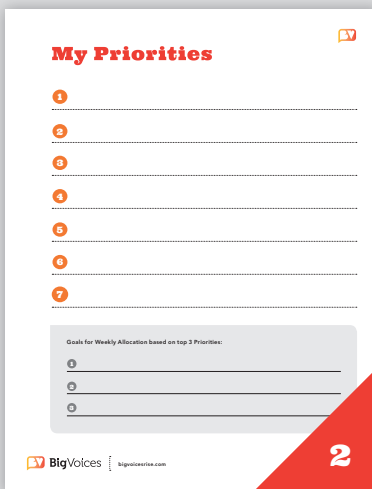 My Priorities
1
2
3
4
5
6
7
Goals for Weekly Allocation based on top 3 Priorities:
1
2
3
BigVoices
bigvoicesrise.com
2